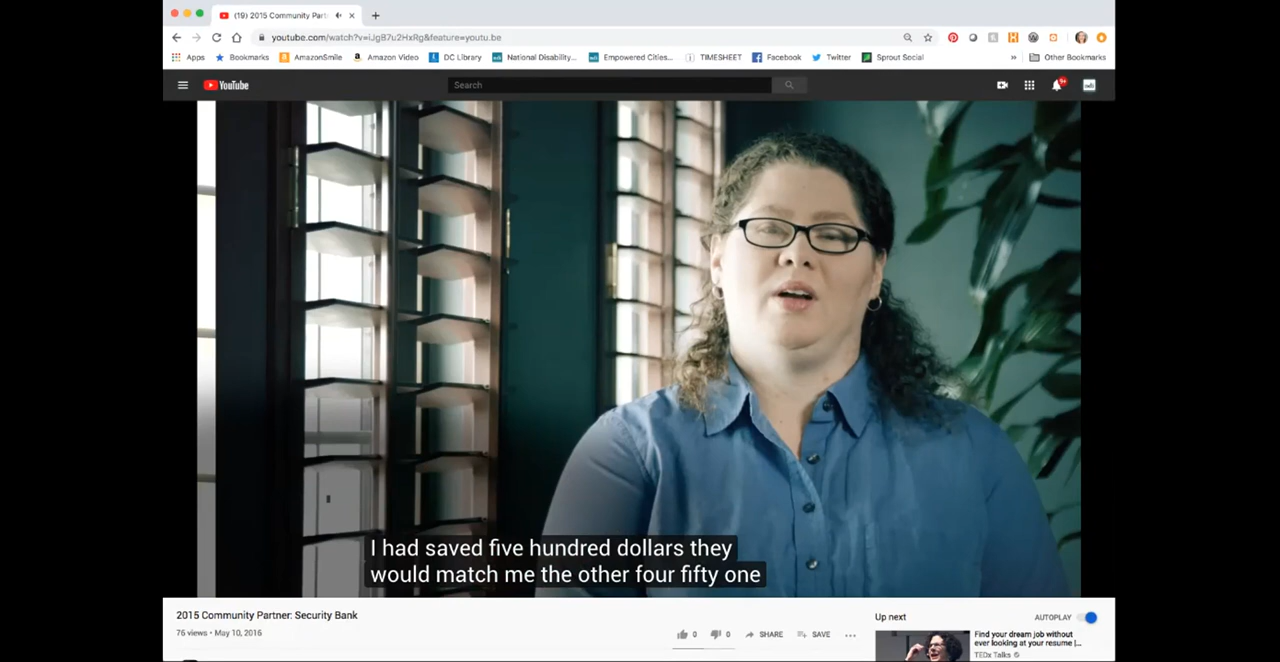 (19) 2015 Community Part
youtube.com/watch?v=iJgB7u2HxRg&feature=youtu.be
Apps Bookmarks AmazonSmile Amazon Video DC Library National Disability... Empowered Cities... TIMESHEET Facebook Twitter Sprout Social » Other Bookmarks
YouTube Search 9+
I had saved five hundred dollars they
would match me the other four fifty one
2015 Community Partner: Security Bank
76 views • May 10, 2016
0 0 SHARE SAVE ...
Up next AUTOPLAY
Find your dream job without
ever looking at your resume |...
TEDx Talks